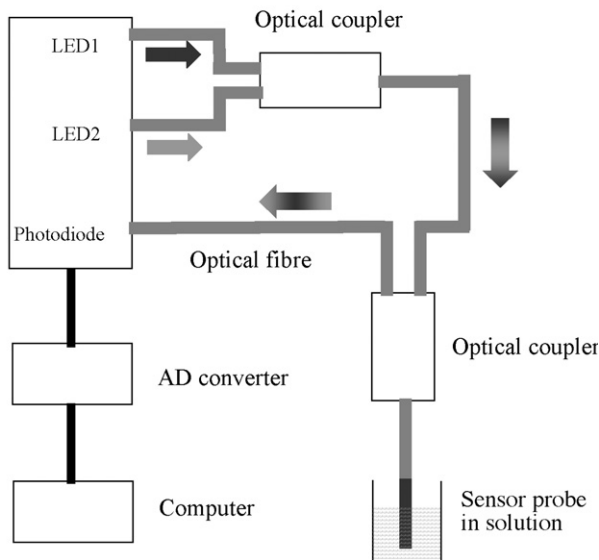 Optical coupler
LED1
LED2
Photodiode
Optical fibre
Optical coupler
AD converter
Computer
Sensor probe
in solution